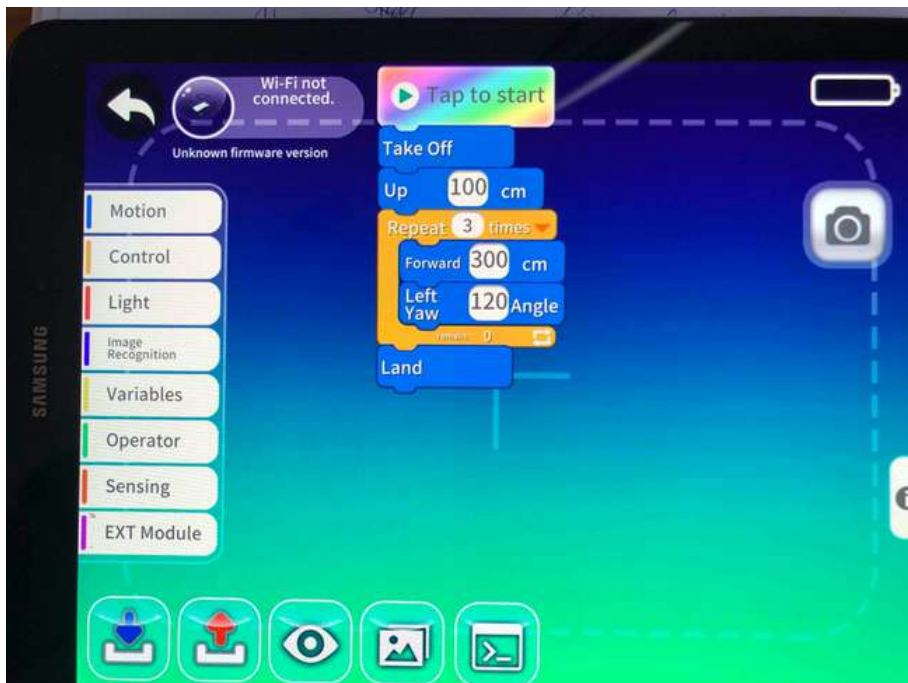 Wi-Fi not
connected.
Unknown firmware version
Tap to start
Take Off
Up 100 cm
Repeat 3 times
Forward 300 cm
Left
Yaw 120 Angle
0
Land
Motion
Control
Light
Image
Recognition
Variables
Operator
Sensing
EXT Module
SAMSUNG